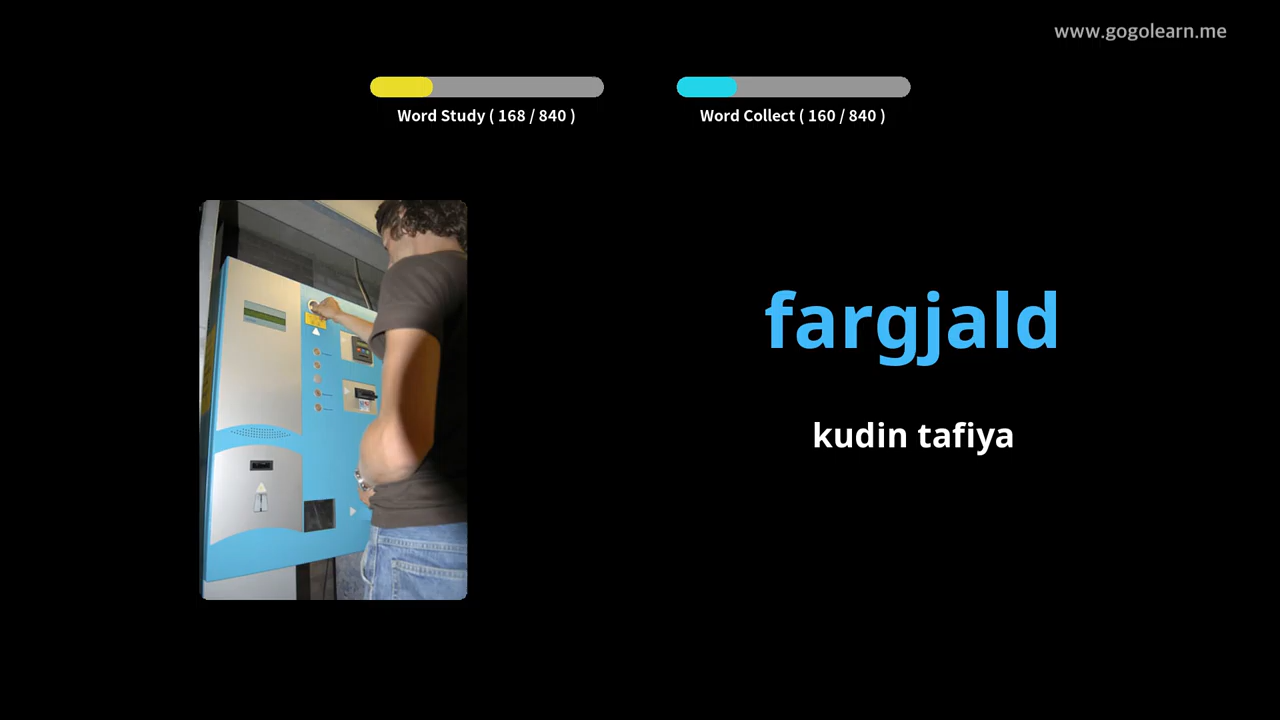 www.gogolearn.me
Word Study ( 168 / 840 )
Word Collect ( 160 / 840 )
fargjald
kudin tafiya